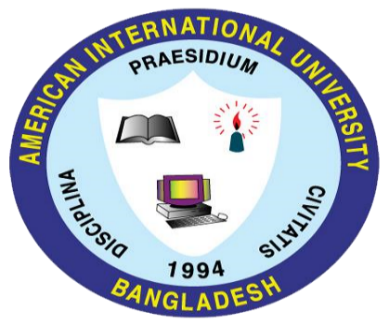 AMERICAN INTERNATIONAL UNIVERSITY
PRAESIDIUM
DISCIPLINA
CIVITATIS
1994
BANGLADESH